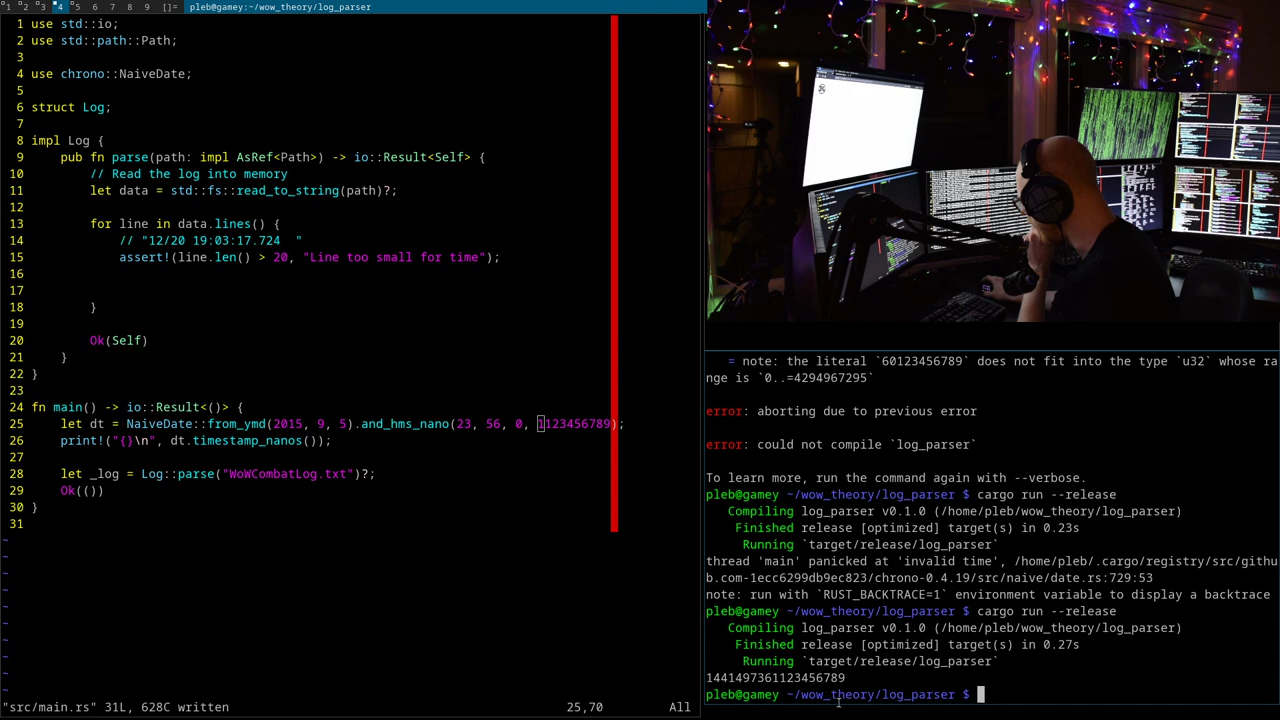 1 2 3 4 5 6 7 8 9 []= pleb@gamey:~/wow_theory/log_parser
1 use std::io;
2 use std::path::Path;
3
4 use chrono::NaiveDate;
5
6 struct Log;
7
8 impl Log {
9     pub fn parse(path: impl AsRef<Path>) -> io::Result<Self> {
10         // Read the log into memory
11         let data = std::fs::read_to_string(path)?;
12
13         for line in data.lines() {
14             // "12/20 19:03:17.724  "
15             assert!(line.len() > 20, "Line too small for time");
16
17
18         }
19
20         Ok(Self)
21     }
22 }
23
24 fn main() -> io::Result<()> {
25     let dt = NaiveDate::from_ymd(2015, 9, 5).and_hms_nano(23, 56, 0, 1123456789);
26     print!("{}\n", dt.timestamp_nanos());
27
28     let _log = Log::parse("WoWCombatLog.txt")?;
29     Ok(())
30 }
31
~
~
~
~
~
~
~
~
~
~
"src/main.rs" 31L, 628C written 25,70 All
= note: the literal `60123456789` does not fit into the type `u32` whose ra
nge is `0..=4294967295`
error: aborting due to previous error
error: could not compile `log_parser`
To learn more, run the command again with --verbose.
pleb@gamey ~/wow_theory/log_parser $ cargo run --release
Compiling log_parser v0.1.0 (/home/pleb/wow_theory/log_parser)
Finished release [optimized] target(s) in 0.23s
Running `target/release/log_parser`
thread 'main' panicked at 'invalid time', /home/pleb/.cargo/registry/src/githu
b.com-1ecc6299db9ec823/chrono-0.4.19/src/naive/date.rs:729:53
note: run with `RUST_BACKTRACE=1` environment variable to display a backtrace
pleb@gamey ~/wow_theory/log_parser $ cargo run --release
Compiling log_parser v0.1.0 (/home/pleb/wow_theory/log_parser)
Finished release [optimized] target(s) in 0.27s
Running `target/release/log_parser`
1441497361123456789
pleb@gamey ~/wow_theory/log_parser $